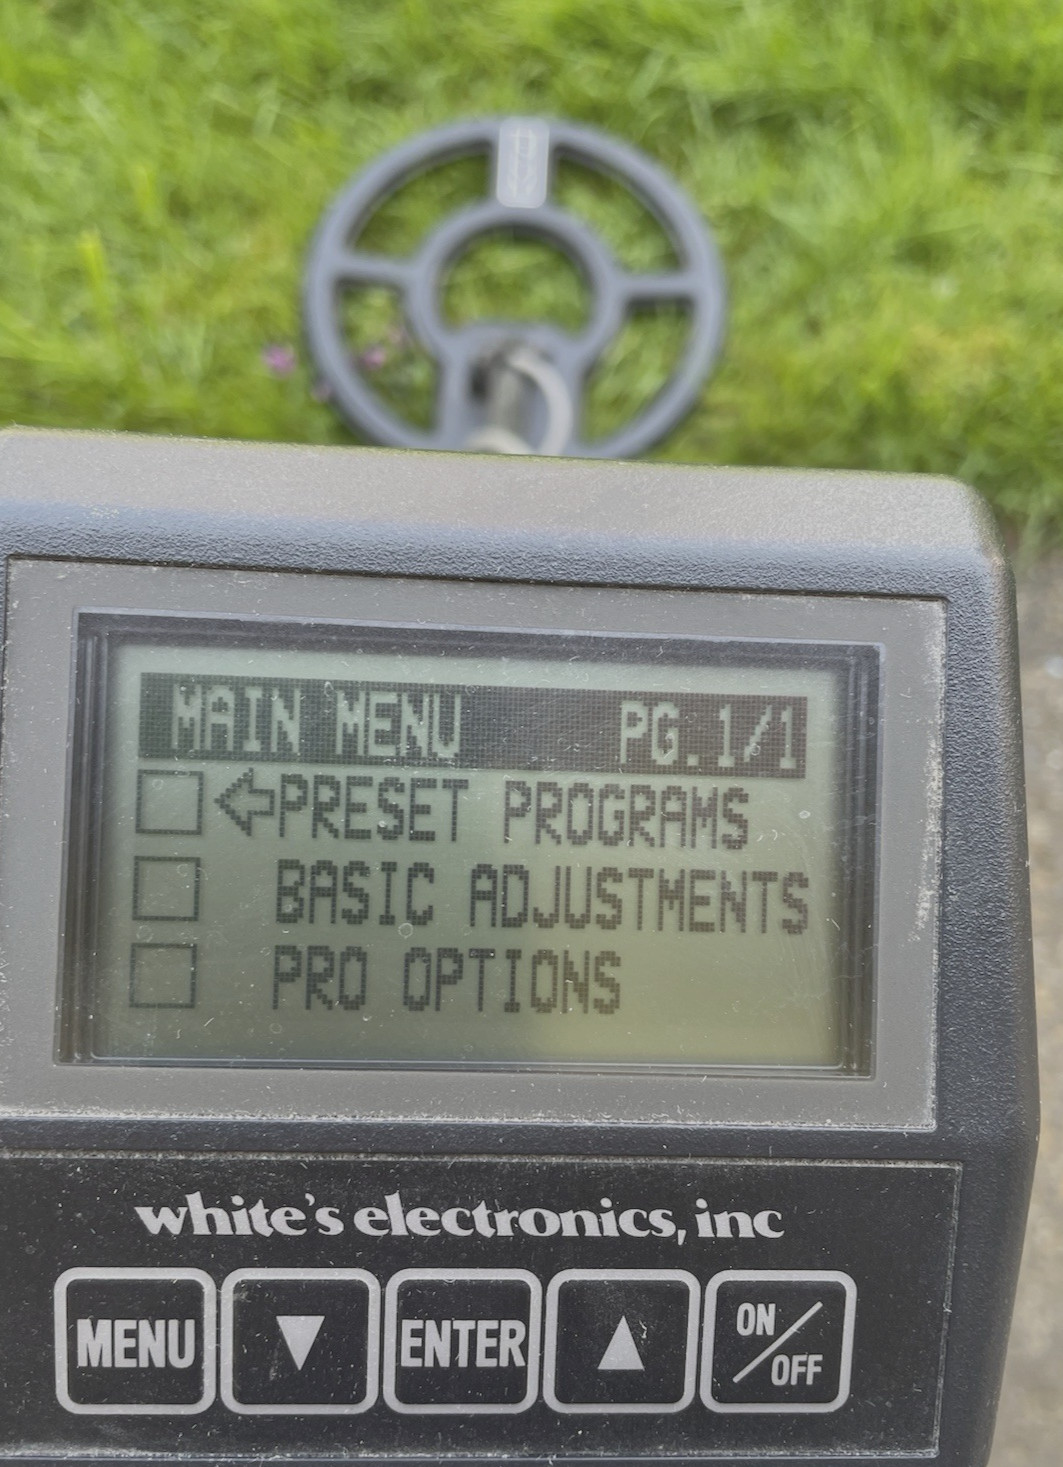 MAIN MENU PG.1/1
PRESET PROGRAMS
BASIC ADJUSTMENTS
PRO OPTIONS
white's electronics, inc
MENU ▼ ENTER ▲ ON/OFF